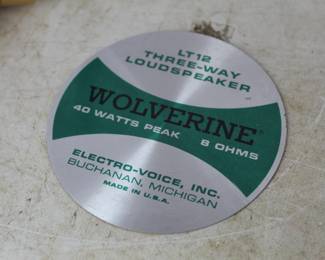 LT12
THREE-WAY
LOUDSPEAKER
WOLVERINE®
40 WATTS PEAK 8 OHMS
ELECTRO-VOICE, INC.
BUCHANAN, MICHIGAN
MADE IN U.S.A.